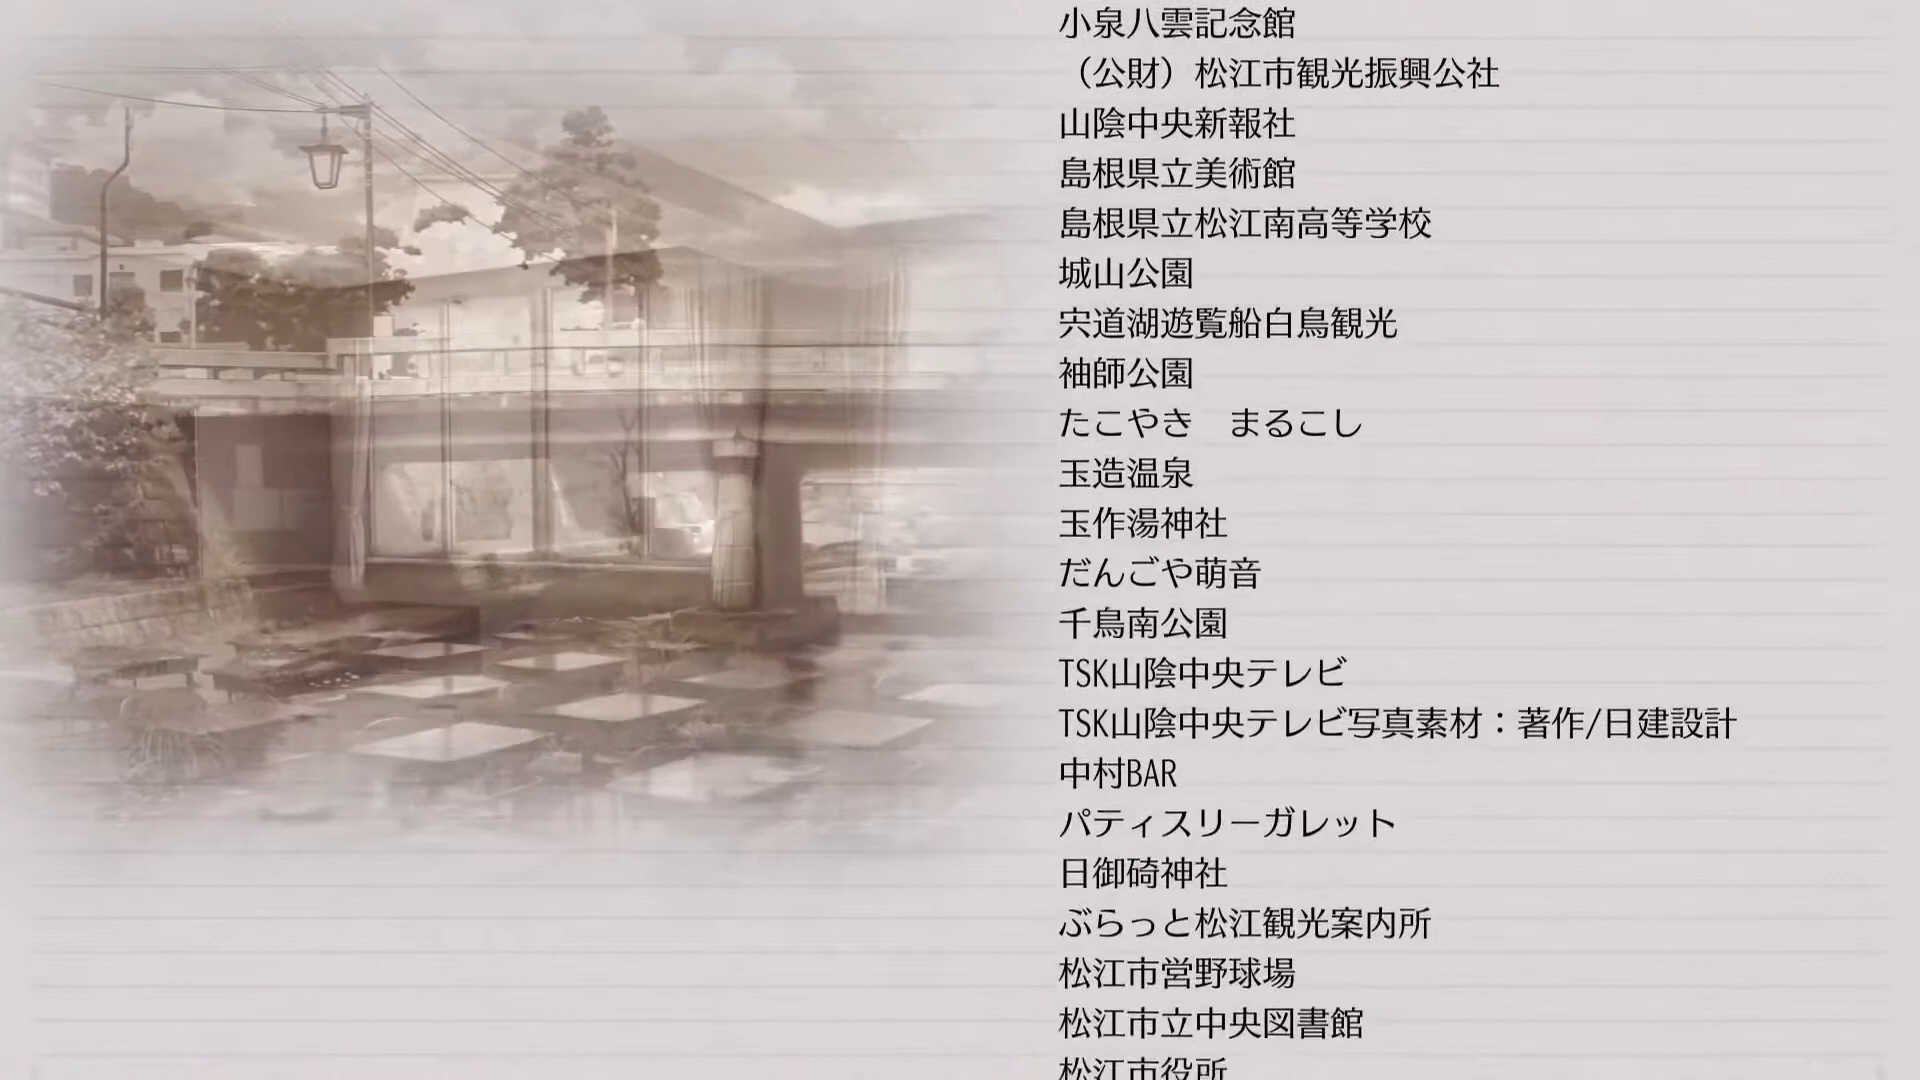 小泉八雲記念館
（公財）松江市観光振興公社
山陰中央新報社
島根県立美術館
島根県立松江南高等学校
城山公園
宍道湖遊覧船白鳥観光
袖師公園
たこやき　まるこし
玉造温泉
玉作湯神社
だんごや萌音
千鳥南公園
TSK山陰中央テレビ
TSK山陰中央テレビ写真素材：著作/日建設計
中村BAR
パティスリーガレット
日御碕神社
ぶらっと松江観光案内所
松江市営野球場
松江市立中央図書館
松江市役所